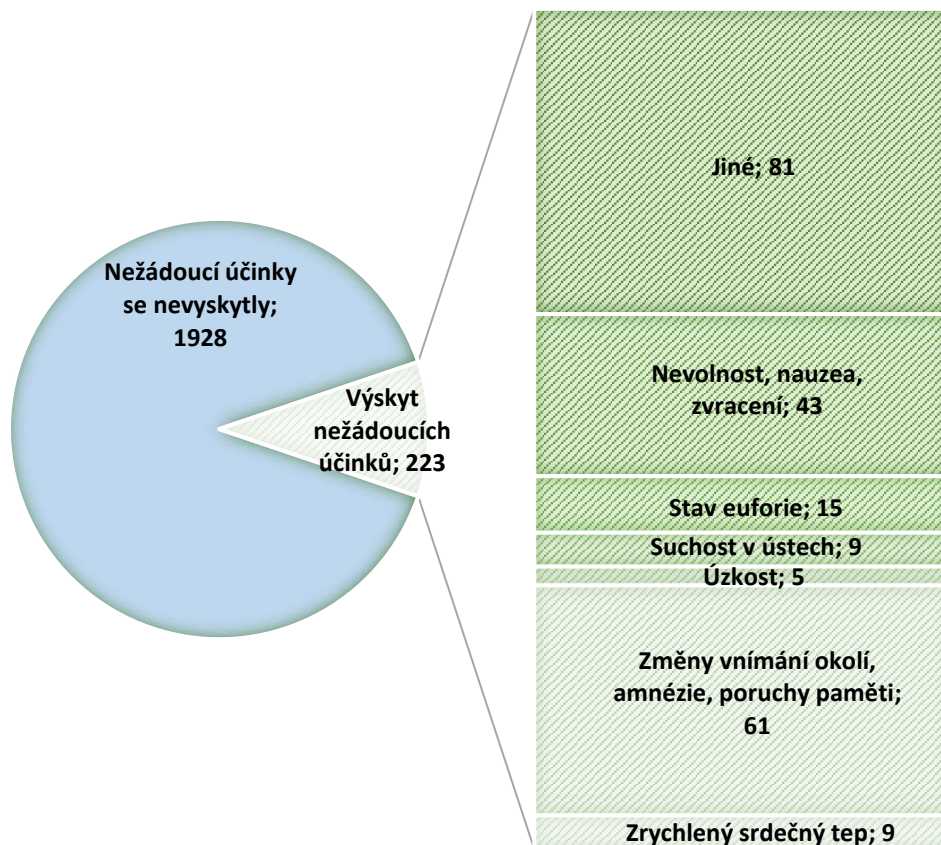 Nežádoucí účinky
se nevyskytly;
1928
Výskyt
nežádoucích
účinků; 223
Jiné; 81
Nevolnost, nauzea,
zvracení; 43
Stav euforie; 15
Suchost v ústech; 9
Úzkost; 5
Změny vnímání okolí,
amnézie, poruchy paměti;
61
Zrychlený srdečný tep; 9